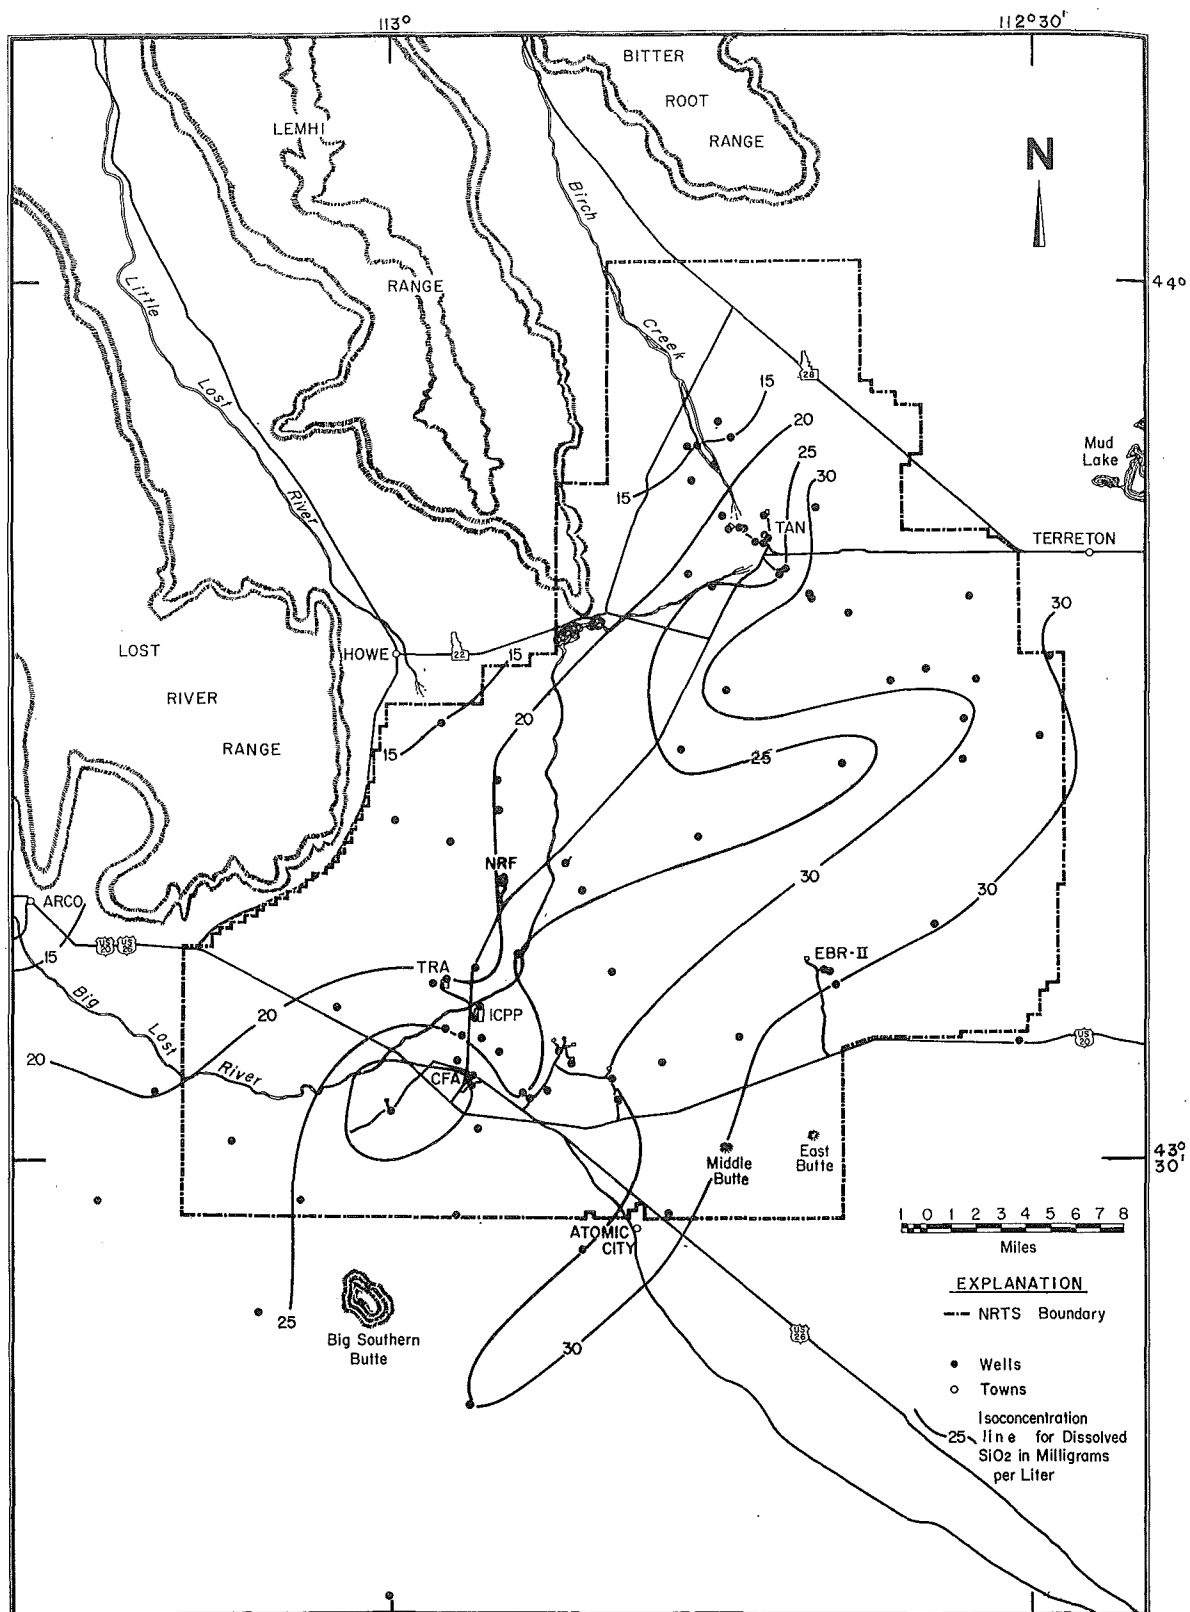 113°
112°30'
BITTER
ROOT
RANGE
LEMHI
RANGE
N
Birch
Creek
Little
Lost
River
44°
28
15
20
25
30
15
Mud
Lake
TAN
TERRETON
30
LOST
RIVER
RANGE
HOWE
22
15
20
15
25
NRF
30
30
ARCO
US
20
US
26
15
TRA
EBR-II
Big
Lost
River
20
ICPP
20
US
20
CFA
Middle
Butte
East
Butte
43°
30'
ATOMIC
CITY
1 0 1 2 3 4 5 6 7 8
Miles
25
Big Southern
Butte
30
US
26
EXPLANATION
NRTS Boundary
Wells
Towns
Isoconcentration
25 line for Dissolved
SiO2 in Milligrams
per Liter